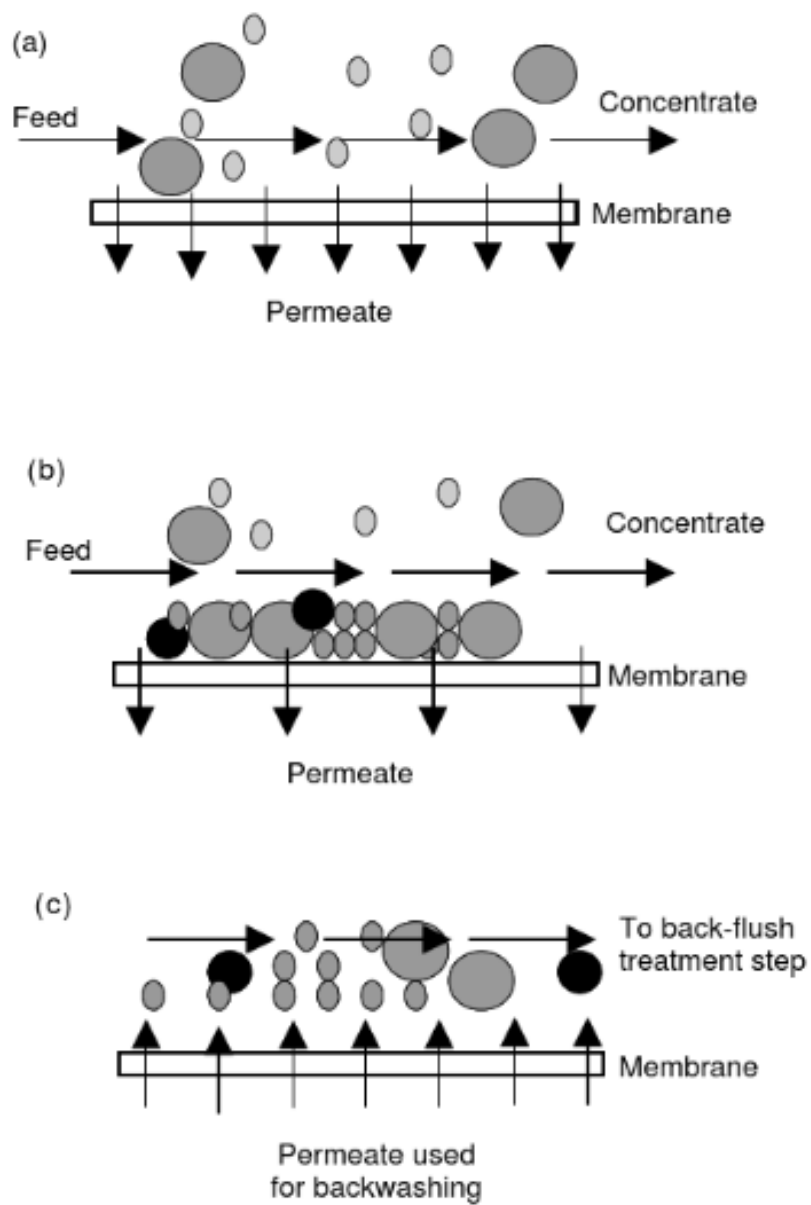 (a)
Feed
Concentrate
Membrane
Permeate
(b)
Feed
Concentrate
Membrane
Permeate
(c)
To back-flush
treatment step
Membrane
Permeate used
for backwashing